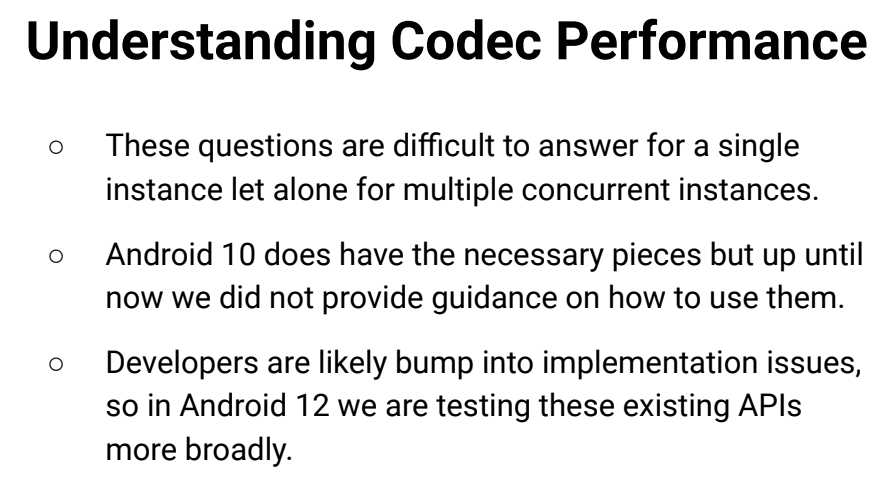 Understanding Codec Performance
○ These questions are difficult to answer for a single
instance let alone for multiple concurrent instances.
○ Android 10 does have the necessary pieces but up until
now we did not provide guidance on how to use them.
○ Developers are likely bump into implementation issues,
so in Android 12 we are testing these existing APIs
more broadly.